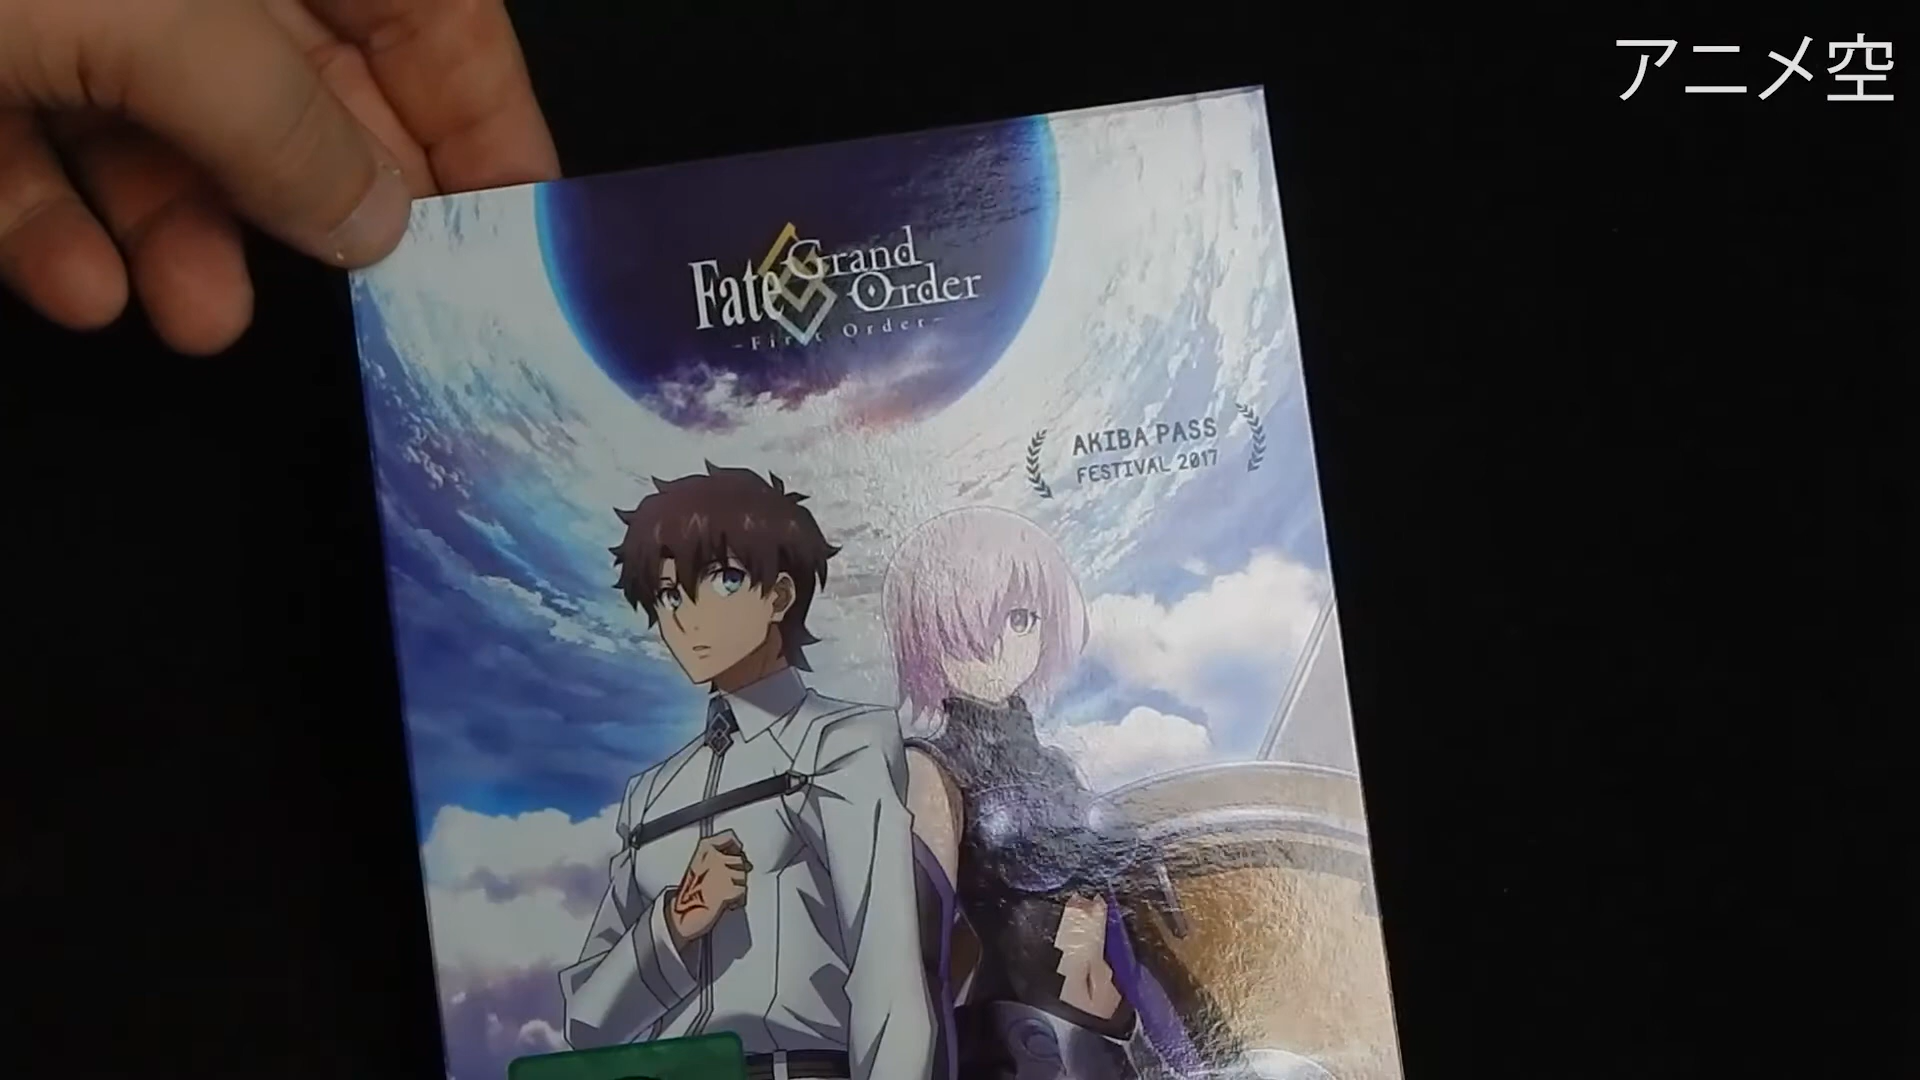 アニメ空
Fate
Grand
Order
-First Order-
AKIBA PASS
FESTIVAL 2017